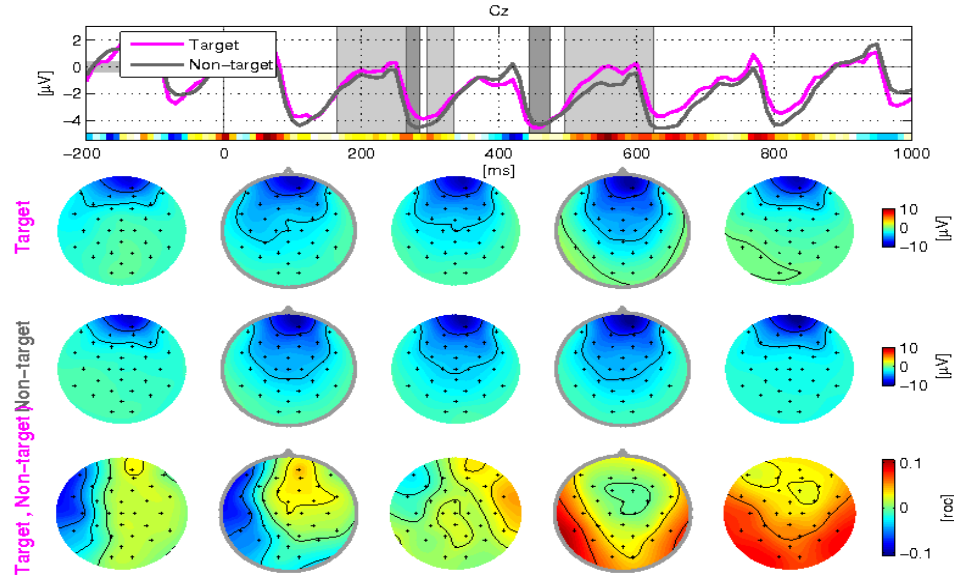 Cz
Target
Non-target
2
0
−2
−4
[µV]
−200
0
200
400
600
800
1000
[ms]
Target
10
0
−10
[µV]
Non-target
10
0
−10
[µV]
Target , Non-target
0.1
0
−0.1
[roc]